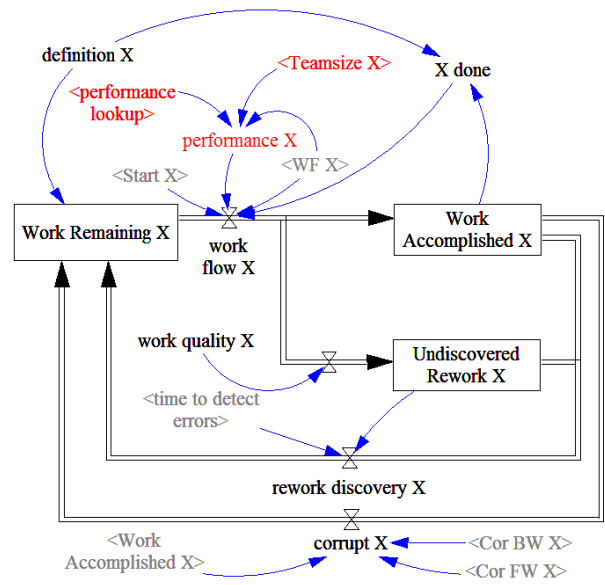 definition X
<Teamsize X>
X done
<performance
lookup>
performance X
<WF X>
<Start X>
Work Remaining X
work
flow X
Work
Accomplished X
work quality X
Undiscovered
Rework X
<time to detect
errors>
rework discovery X
<Work
Accomplished X>
corrupt X
<Cor BW X>
<Cor FW X>